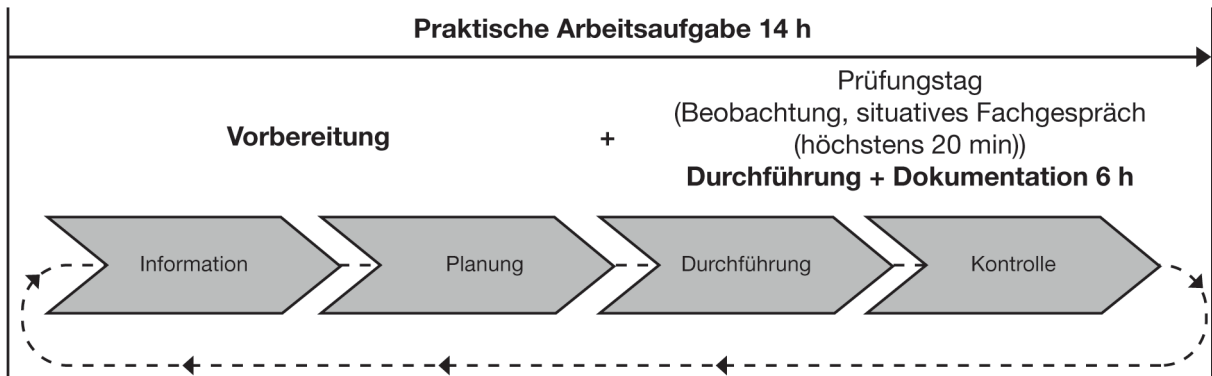 Praktische Arbeitsaufgabe 14 h
Prüfungstag
(Beobachtung, situatives Fachgespräch
(höchstens 20 min))
Vorbereitung + Durchführung + Dokumentation 6 h
Information
Planung
Durchführung
Kontrolle